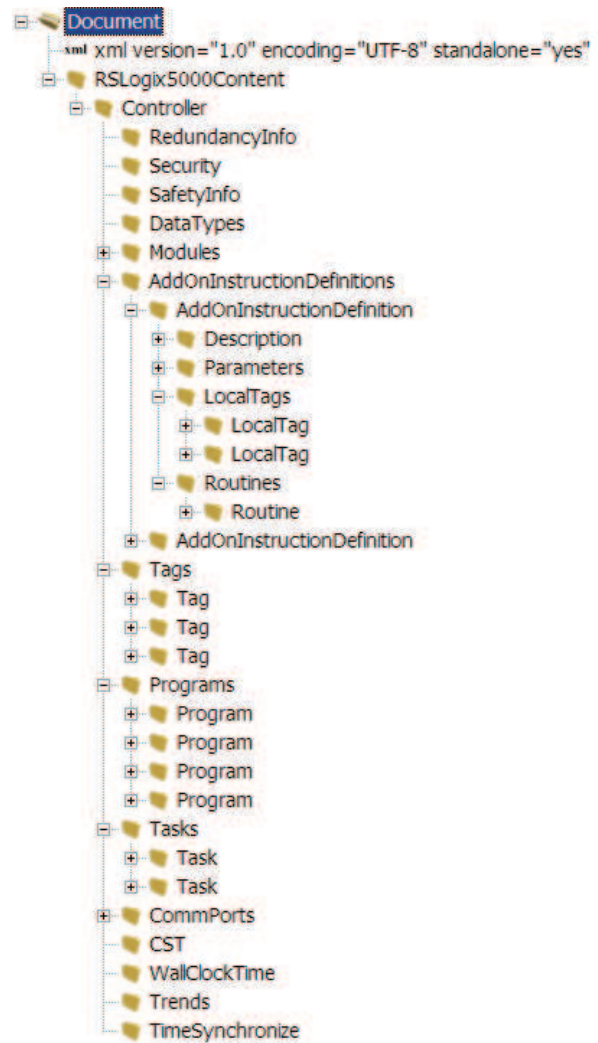 Document
xml xml version="1.0" encoding="UTF-8" standalone="yes"
RSLogix5000Content
Controller
RedundancyInfo
Security
SafetyInfo
DataTypes
Modules
AddOnInstructionDefinitions
AddOnInstructionDefinition
Description
Parameters
LocalTags
LocalTag
LocalTag
Routines
Routine
AddOnInstructionDefinition
Tags
Tag
Tag
Tag
Programs
Program
Program
Program
Program
Tasks
Task
Task
CommPorts
CST
WallClockTime
Trends
TimeSynchronize